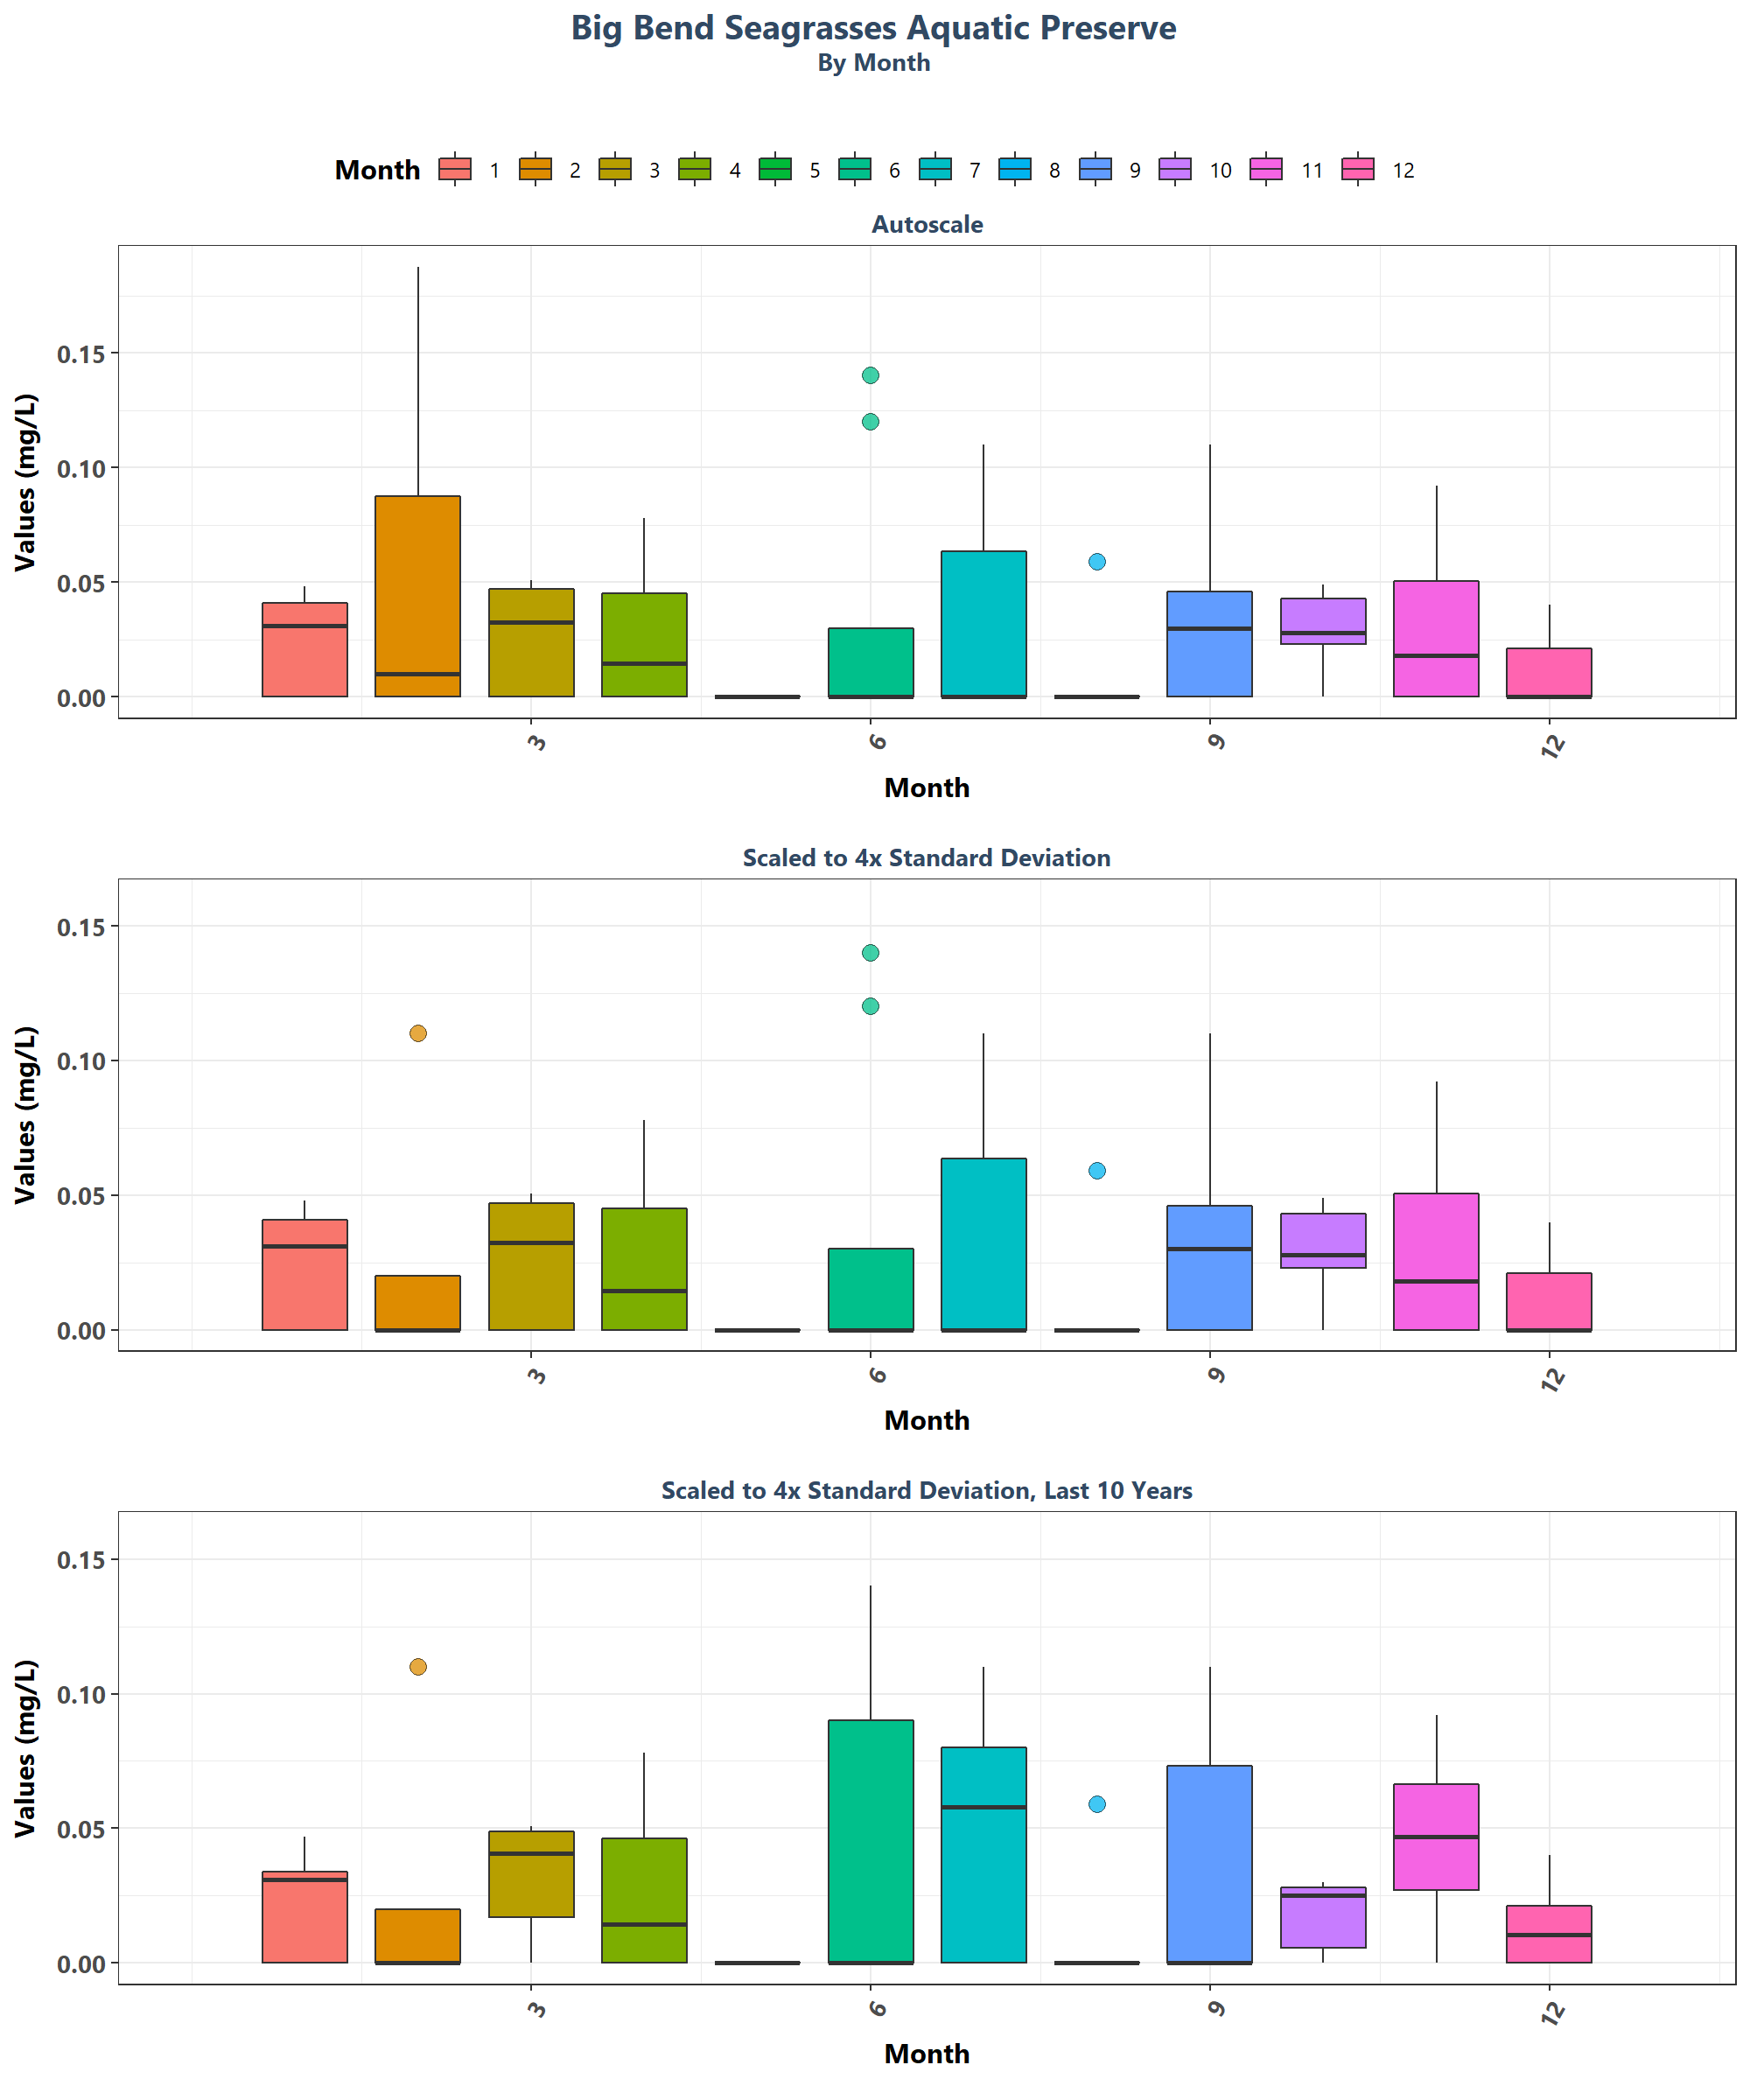 Big Bend Seagrasses Aquatic Preserve
By Month
Month 1 2 3 4 5 6 7 8 9 10 11 12
Autoscale
Values (mg/L)
0.15
0.10
0.05
0.00
3 6 9 12
Month
Scaled to 4x Standard Deviation
Values (mg/L)
0.15
0.10
0.05
0.00
3 6 9 12
Month
Scaled to 4x Standard Deviation, Last 10 Years
Values (mg/L)
0.15
0.10
0.05
0.00
3 6 9 12
Month